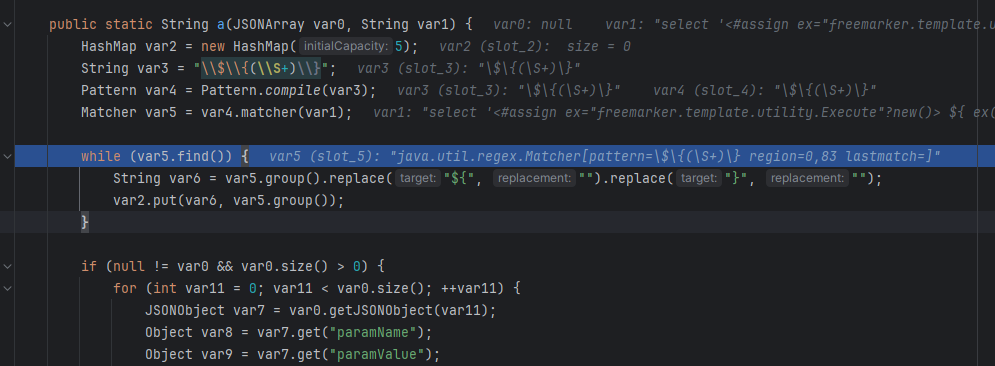 public static String a(JSONArray var0, String var1) {   var0: null   var1: "select '<#assign ex="freemarker.template.u
HashMap var2 = new HashMap( initialCapacity: 5);   var2 (slot_2):  size = 0
String var3 = "\\$\\{(\\S+)\\}";   var3 (slot_3): "\$\{(\S+)\}"
Pattern var4 = Pattern.compile(var3);   var3 (slot_3): "\$\{(\S+)\}"   var4 (slot_4): "\$\{(\S+)\}"
Matcher var5 = var4.matcher(var1);   var1: "select '<#assign ex="freemarker.template.utility.Execute"?new()> ${ ex(
while (var5.find()) {   var5 (slot_5): "java.util.regex.Matcher[pattern=\$\{(\S+)\} region=0,83 lastmatch=]"
String var6 = var5.group().replace( target: "${", replacement: "").replace( target: "}", replacement: "");
var2.put(var6, var5.group());
}
if (null != var0 && var0.size() > 0) {
for (int var11 = 0; var11 < var0.size(); ++var11) {
JSONObject var7 = var0.getJSONObject(var11);
Object var8 = var7.get("paramName");
Object var9 = var7.get("paramValue");